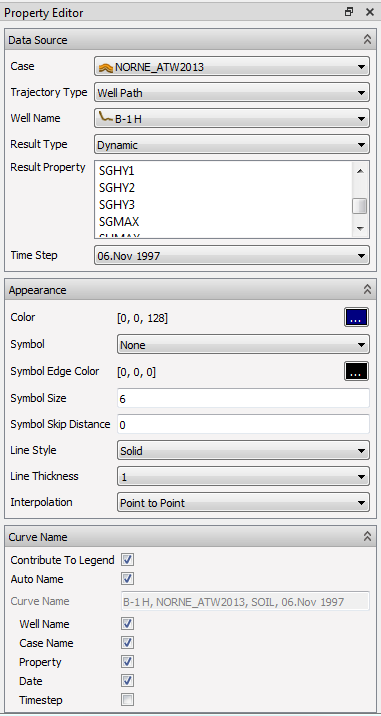 Property Editor
Data Source
Case NORNE_ATW2013
Trajectory Type Well Path
Well Name B-1 H
Result Type Dynamic
Result Property SGHY1
SGHY2
SGHY3
SGMAX
Time Step 06.Nov 1997
Appearance
Color [0, 0, 128] ...
Symbol None
Symbol Edge Color [0, 0, 0] ...
Symbol Size 6
Symbol Skip Distance 0
Line Style Solid
Line Thickness 1
Interpolation Point to Point
Curve Name
Contribute To Legend
Auto Name
Curve Name B-1 H, NORNE_ATW2013, SOIL, 06.Nov 1997
Well Name
Case Name
Property
Date
Timestep